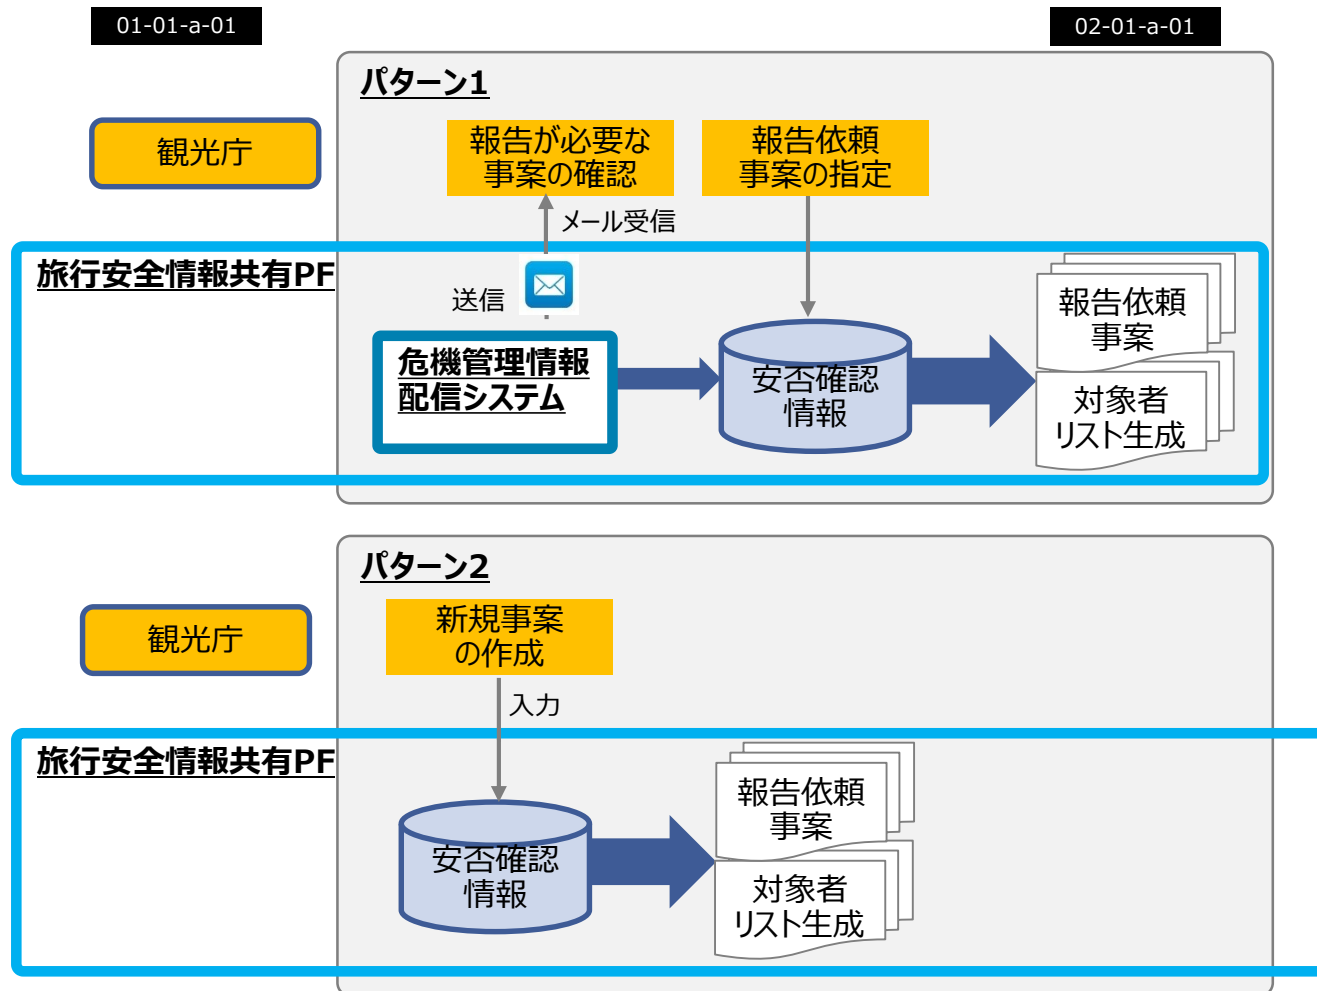 01-01-a-01
02-01-a-01
パターン1
観光庁
報告が必要な
事案の確認
報告依頼
事案の指定
メール受信
旅行安全情報共有PF
送信
危機管理情報
配信システム
安否確認
情報
報告依頼
事案
対象者
リスト生成
パターン2
観光庁
新規事案
の作成
入力
旅行安全情報共有PF
安否確認
情報
報告依頼
事案
対象者
リスト生成